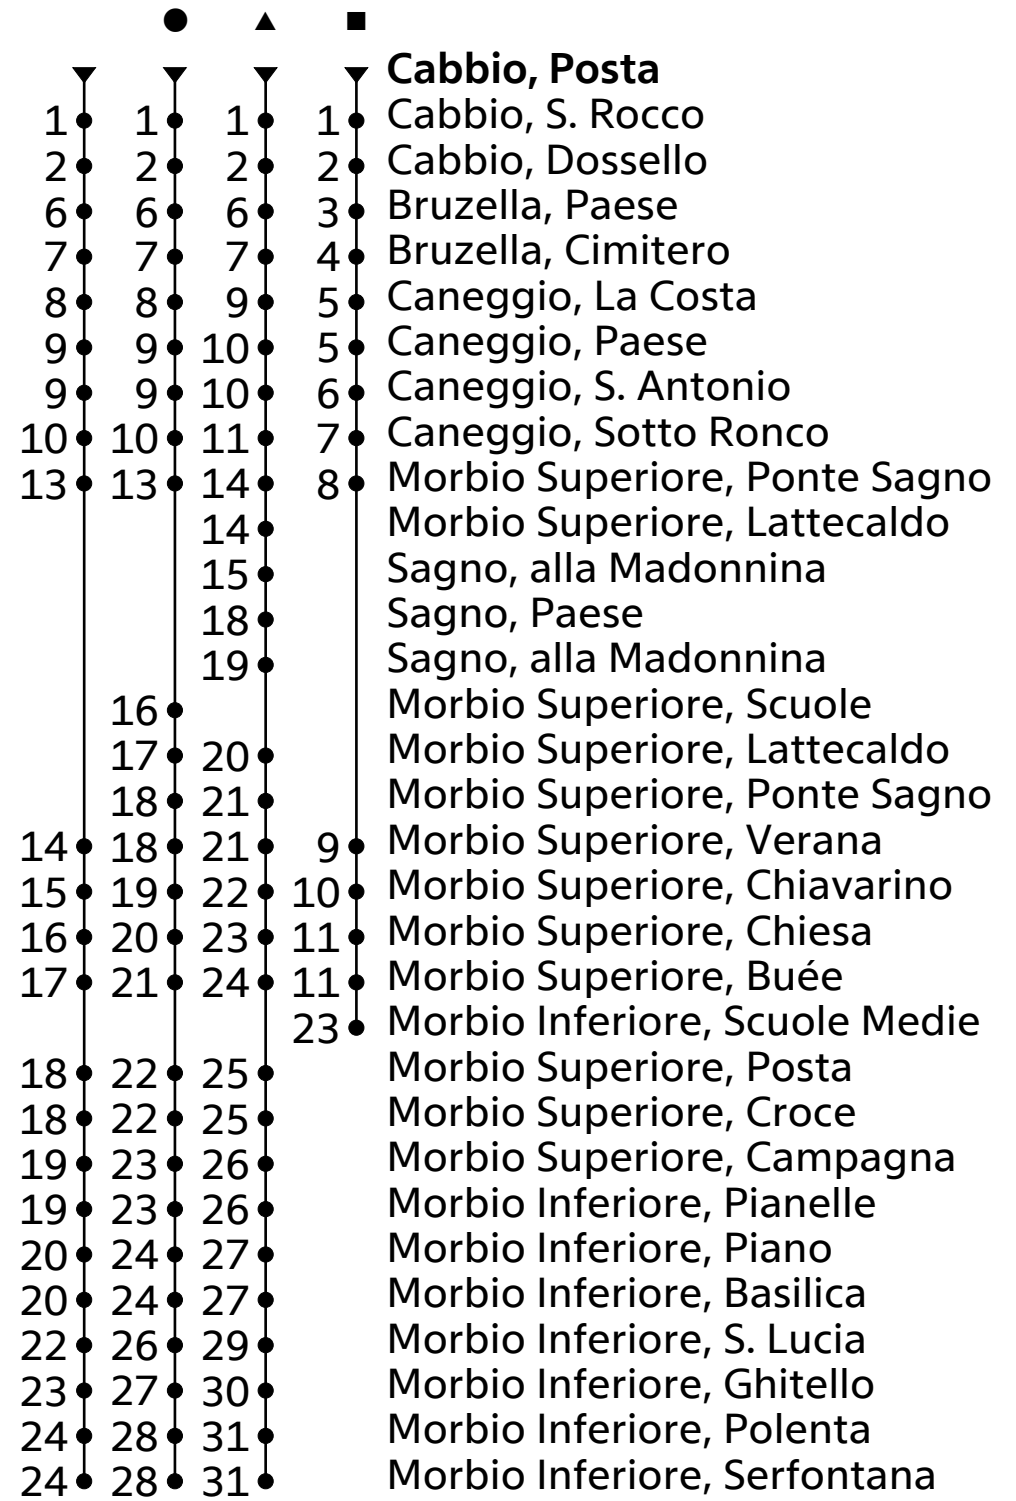 ● ▲ ■
Cabbio, Posta
1 1 1 1 Cabbio, S. Rocco
2 2 2 2 Cabbio, Dossello
6 6 6 3 Bruzella, Paese
7 7 7 4 Bruzella, Cimitero
8 8 9 5 Caneggio, La Costa
9 9 10 5 Caneggio, Paese
9 9 10 6 Caneggio, S. Antonio
10 10 11 7 Caneggio, Sotto Ronco
13 13 14 8 Morbio Superiore, Ponte Sagno
14 Morbio Superiore, Lattecaldo
15 Sagno, alla Madonnina
18 Sagno, Paese
19 Sagno, alla Madonnina
16 Morbio Superiore, Scuole
17 20 Morbio Superiore, Lattecaldo
18 21 Morbio Superiore, Ponte Sagno
14 18 21 9 Morbio Superiore, Verana
15 19 22 10 Morbio Superiore, Chiavarino
16 20 23 11 Morbio Superiore, Chiesa
17 21 24 11 Morbio Superiore, Buée
23 Morbio Inferiore, Scuole Medie
18 22 25 Morbio Superiore, Posta
18 22 25 Morbio Superiore, Croce
19 23 26 Morbio Superiore, Campagna
19 23 26 Morbio Inferiore, Pianelle
20 24 27 Morbio Inferiore, Piano
20 24 27 Morbio Inferiore, Basilica
22 26 29 Morbio Inferiore, S. Lucia
23 27 30 Morbio Inferiore, Ghitello
24 28 31 Morbio Inferiore, Polenta
24 28 31 Morbio Inferiore, Serfontana